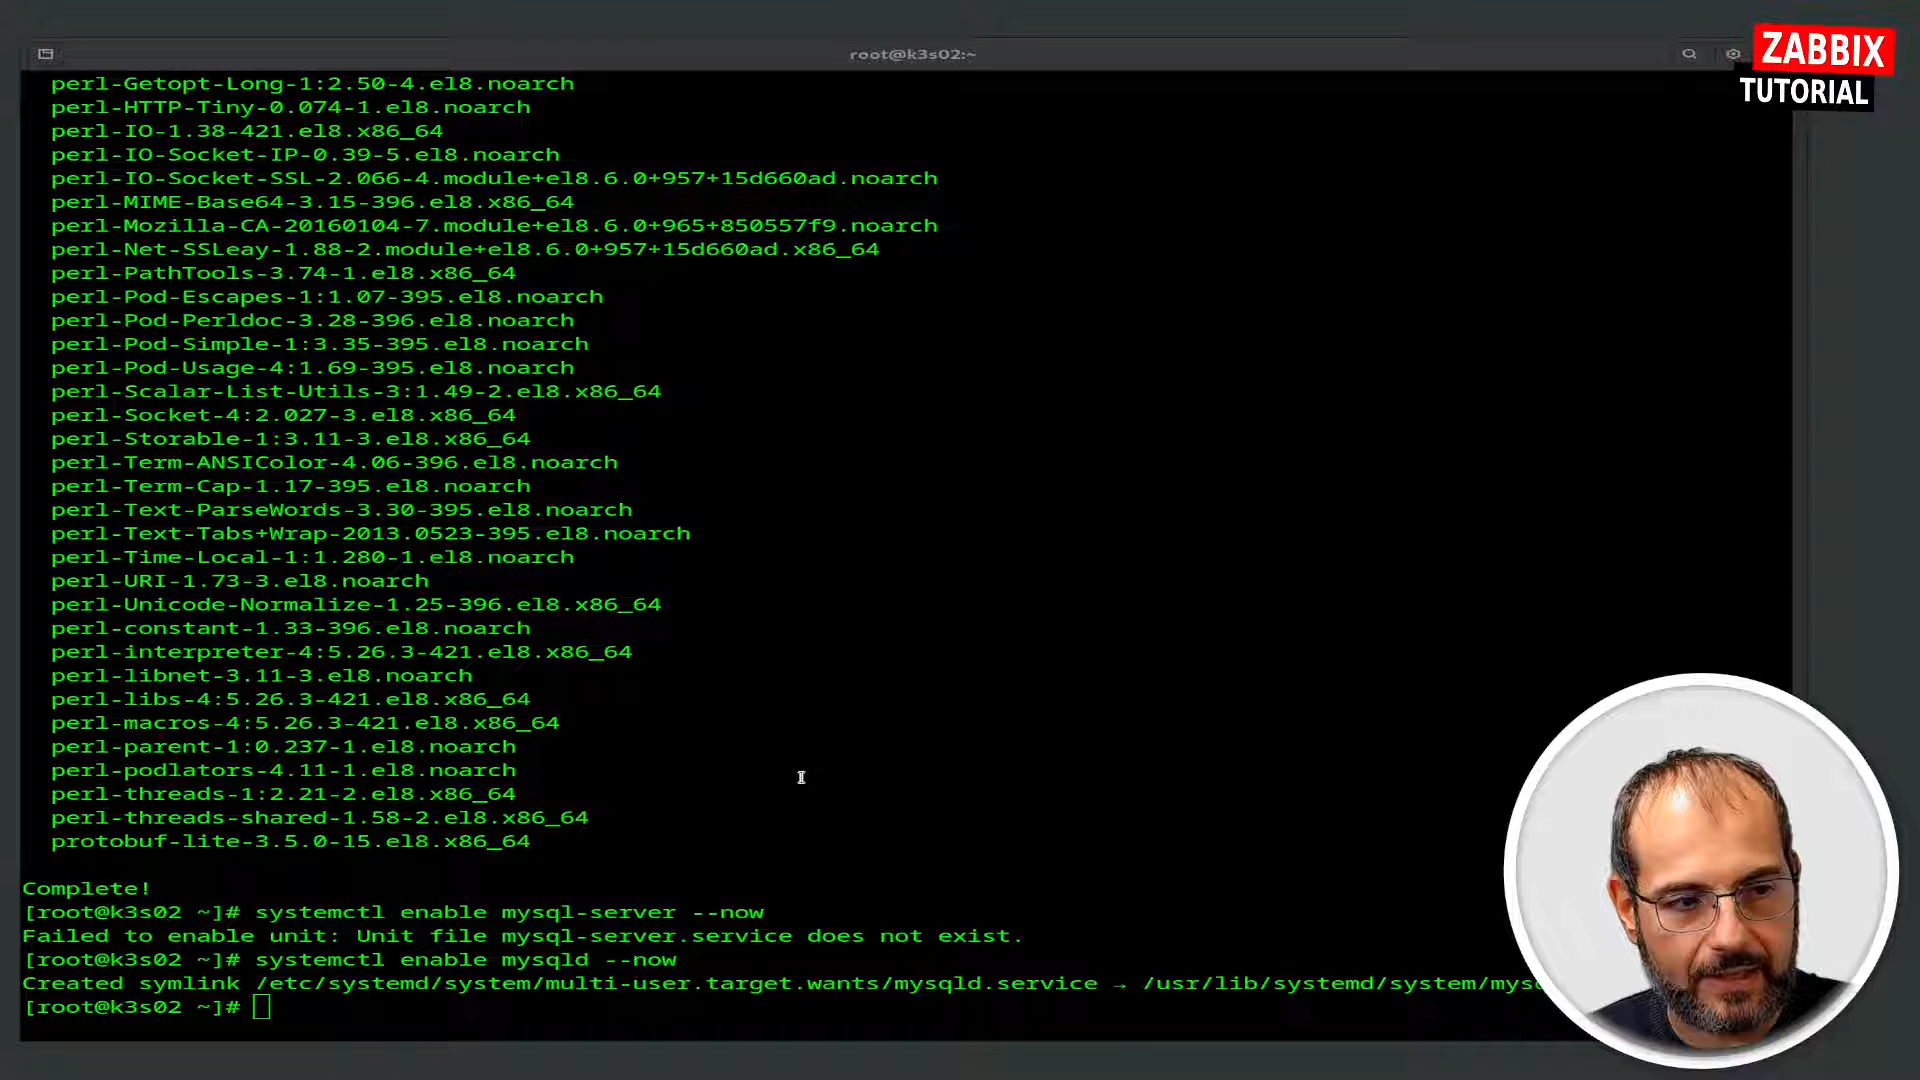 root@k3s02:~
ZABBIX
TUTORIAL
perl-Getopt-Long-1:2.50-4.el8.noarch
perl-HTTP-Tiny-0.074-1.el8.noarch
perl-IO-1.38-421.el8.x86_64
perl-IO-Socket-IP-0.39-5.el8.noarch
perl-IO-Socket-SSL-2.066-4.module+el8.6.0+957+15d660ad.noarch
perl-MIME-Base64-3.15-396.el8.x86_64
perl-Mozilla-CA-20160104-7.module+el8.6.0+965+850557f9.noarch
perl-Net-SSLeay-1.88-2.module+el8.6.0+957+15d660ad.x86_64
perl-PathTools-3.74-1.el8.x86_64
perl-Pod-Escapes-1:1.07-395.el8.noarch
perl-Pod-Perldoc-3.28-396.el8.noarch
perl-Pod-Simple-1:3.35-395.el8.noarch
perl-Pod-Usage-4:1.69-395.el8.noarch
perl-Scalar-List-Utils-3:1.49-2.el8.x86_64
perl-Socket-4:2.027-3.el8.x86_64
perl-Storable-1:3.11-3.el8.x86_64
perl-Term-ANSIColor-4.06-396.el8.noarch
perl-Term-Cap-1.17-395.el8.noarch
perl-Text-ParseWords-3.30-395.el8.noarch
perl-Text-Tabs+Wrap-2013.0523-395.el8.noarch
perl-Time-Local-1:1.280-1.el8.noarch
perl-URI-1.73-3.el8.noarch
perl-Unicode-Normalize-1.25-396.el8.x86_64
perl-constant-1.33-396.el8.noarch
perl-interpreter-4:5.26.3-421.el8.x86_64
perl-libnet-3.11-3.el8.noarch
perl-libs-4:5.26.3-421.el8.x86_64
perl-macros-4:5.26.3-421.el8.x86_64
perl-parent-1:0.237-1.el8.noarch
perl-podlators-4.11-1.el8.noarch
perl-threads-1:2.21-2.el8.x86_64
perl-threads-shared-1.58-2.el8.x86_64
protobuf-lite-3.5.0-15.el8.x86_64
Complete!
[root@k3s02 ~]# systemctl enable mysql-server --now
Failed to enable unit: Unit file mysql-server.service does not exist.
[root@k3s02 ~]# systemctl enable mysqld --now
Created symlink /etc/systemd/system/multi-user.target.wants/mysqld.service → /usr/lib/systemd/system/mys
[root@k3s02 ~]#